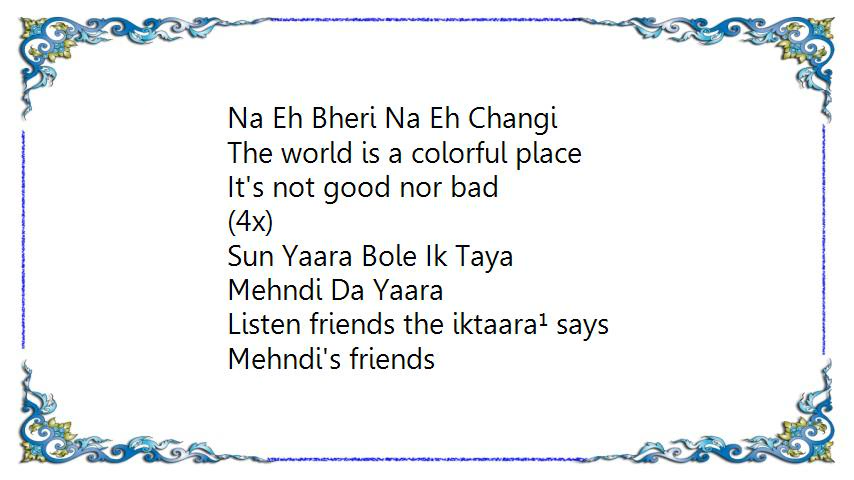 Na Eh Bheri Na Eh Changi
The world is a colorful place
It's not good nor bad
(4x)
Sun Yaara Bole Ik Taya
Mehndi Da Yaara
Listen friends the iktaara¹ says
Mehndi's friends